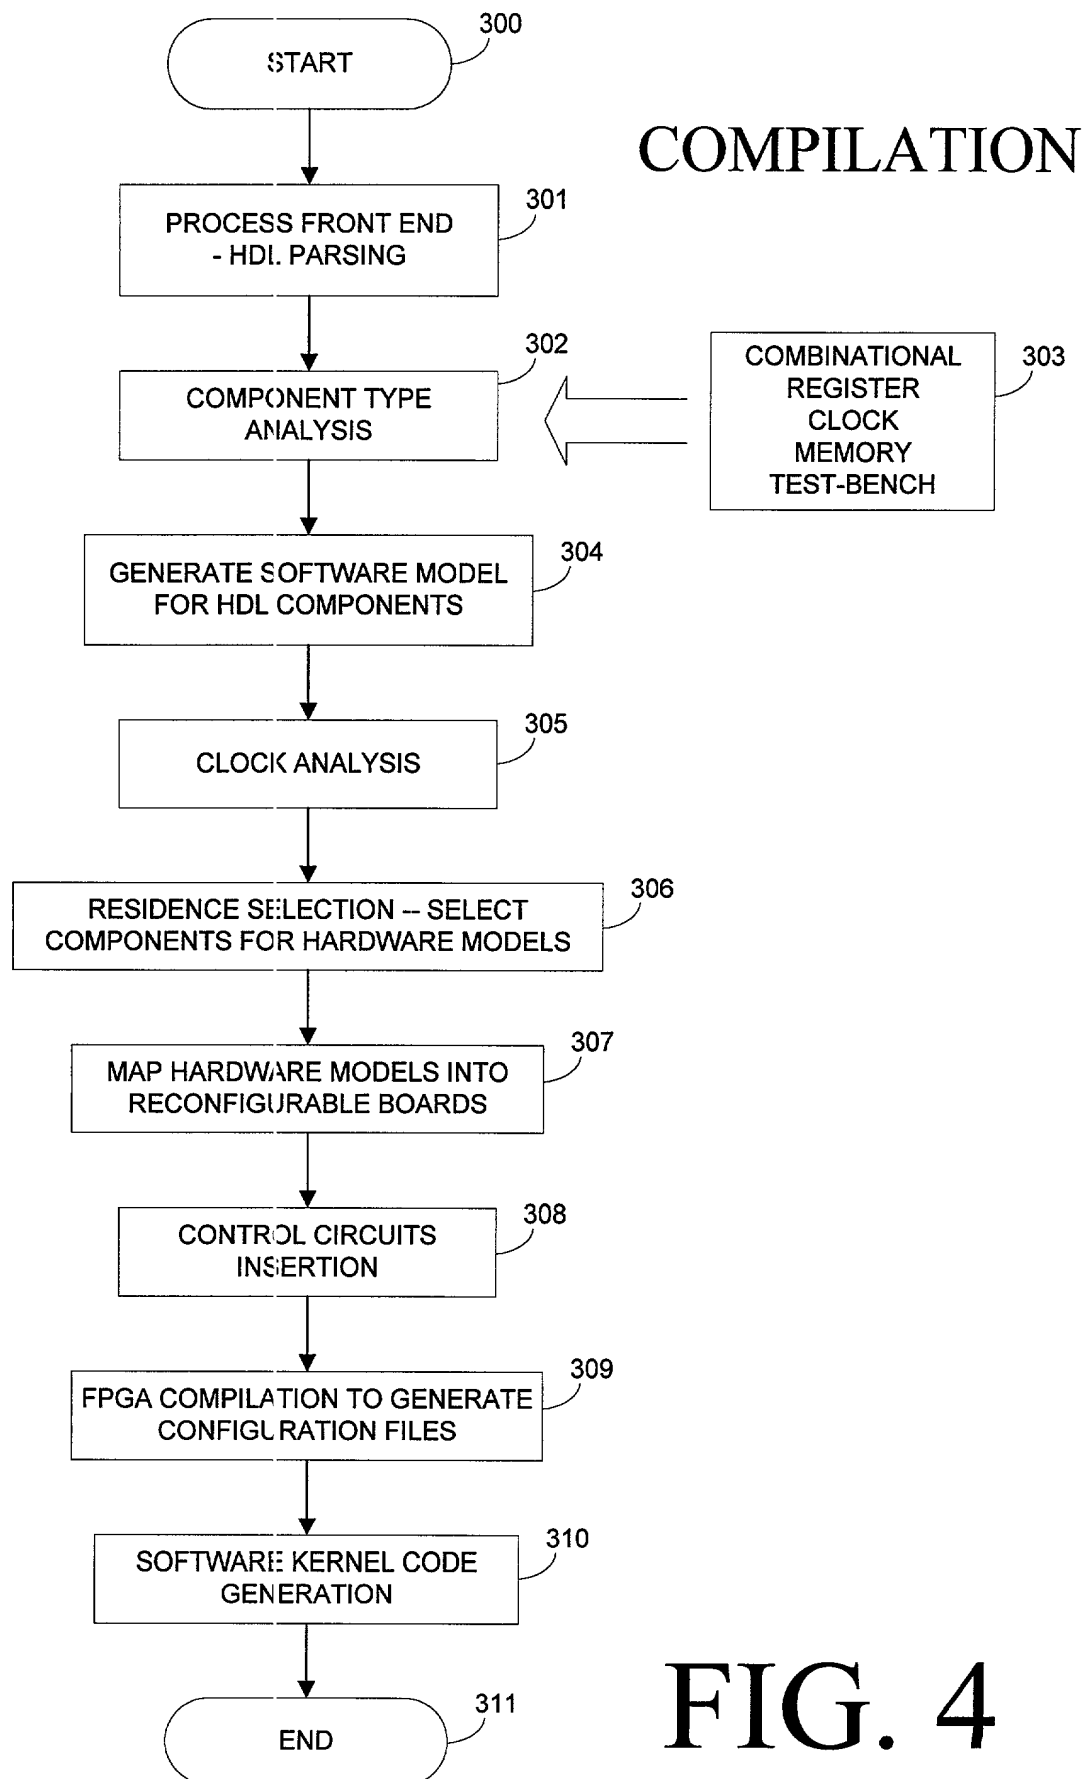 300
START
COMPILATION
301
PROCESS FRONT END
- HDL PARSING
302
COMPONENT TYPE
ANALYSIS
303
COMBINATIONAL
REGISTER
CLOCK
MEMORY
TEST-BENCH
304
GENERATE SOFTWARE MODEL
FOR HDL COMPONENTS
305
CLOCK ANALYSIS
306
RESIDENCE SELECTION -- SELECT
COMPONENTS FOR HARDWARE MODELS
307
MAP HARDWARE MODELS INTO
RECONFIGURABLE BOARDS
308
CONTROL CIRCUITS
INSERTION
309
FPGA COMPILATION TO GENERATE
CONFIGURATION FILES
310
SOFTWARE KERNEL CODE
GENERATION
311
END
FIG. 4